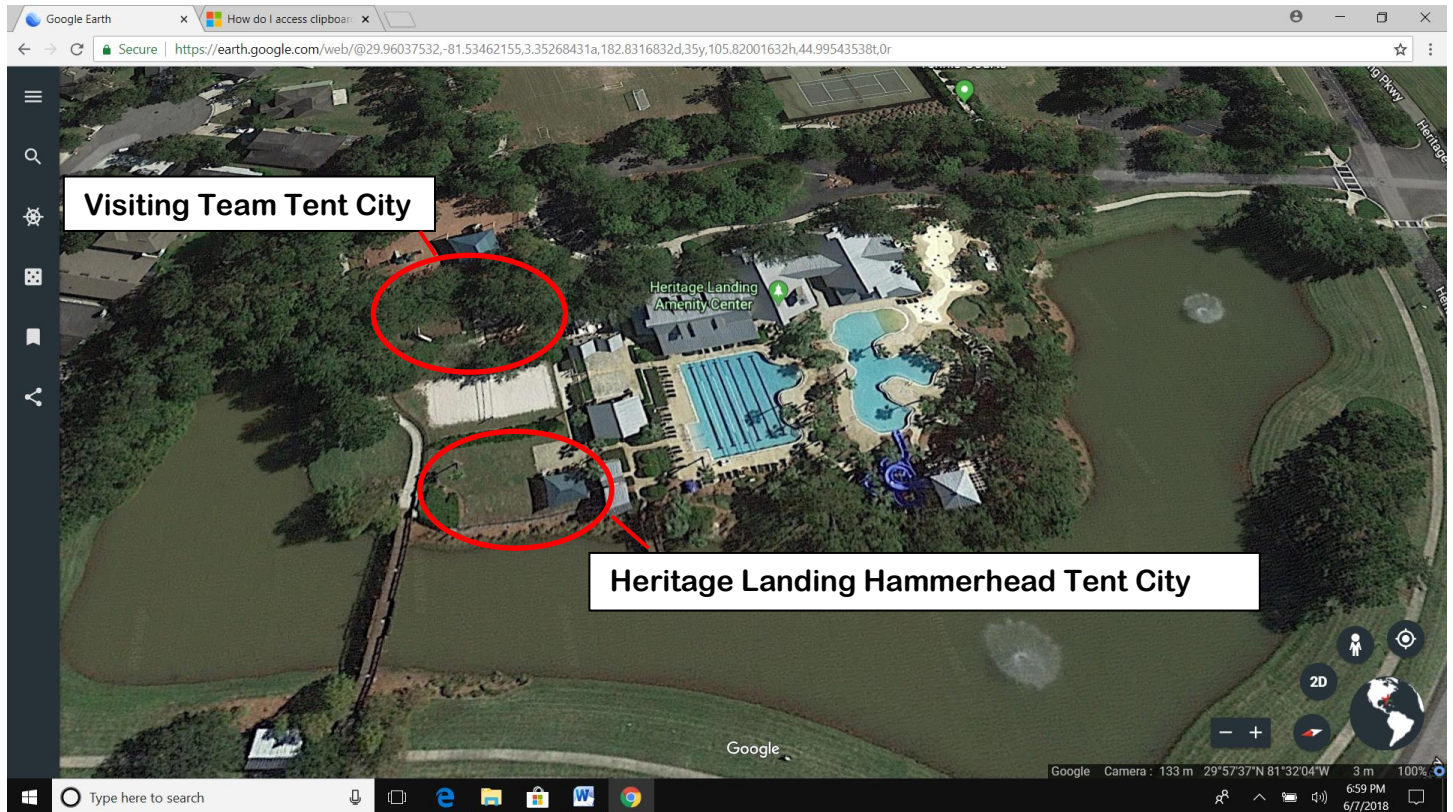 Google Earth
How do I access clipboar
Secure | https://earth.google.com/web/@29.96037532,-81.53462155,3.35268431a,182.8316832d,35y,105.82001632h,44.99543538t,0r
Visiting Team Tent City
Heritage Landing
Amenity Center
Heritage Landing Hammerhead Tent City
2D
Google
Google Camera : 133 m 29°57'37"N 81°32'04"W 3 m 100%
Type here to search
6:59 PM
6/7/2018